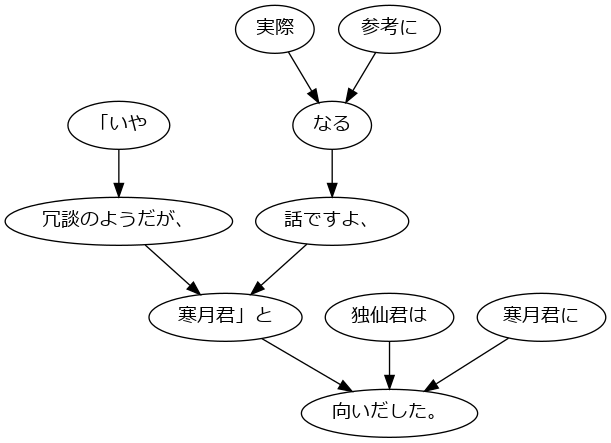 実際
参考に
「いや
なる
冗談のようだが、
話ですよ、
寒月君」と
独仙君は
寒月君に
向いだした。